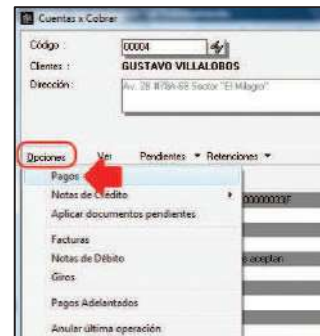 Cuentas x Cobrar
Código :
00004
Clientes :
GUSTAVO VILLALOBOS
Dirección :
Av. 28 #78A-68 Sector "El Milagro"
Opciones Ver Pendientes Retenciones
Pagos
Notas de Crédito
Aplicar documentos pendientes
Facturas
Notas de Débito
aceptan
Giros
Pagos Adelantados
Anular última operación